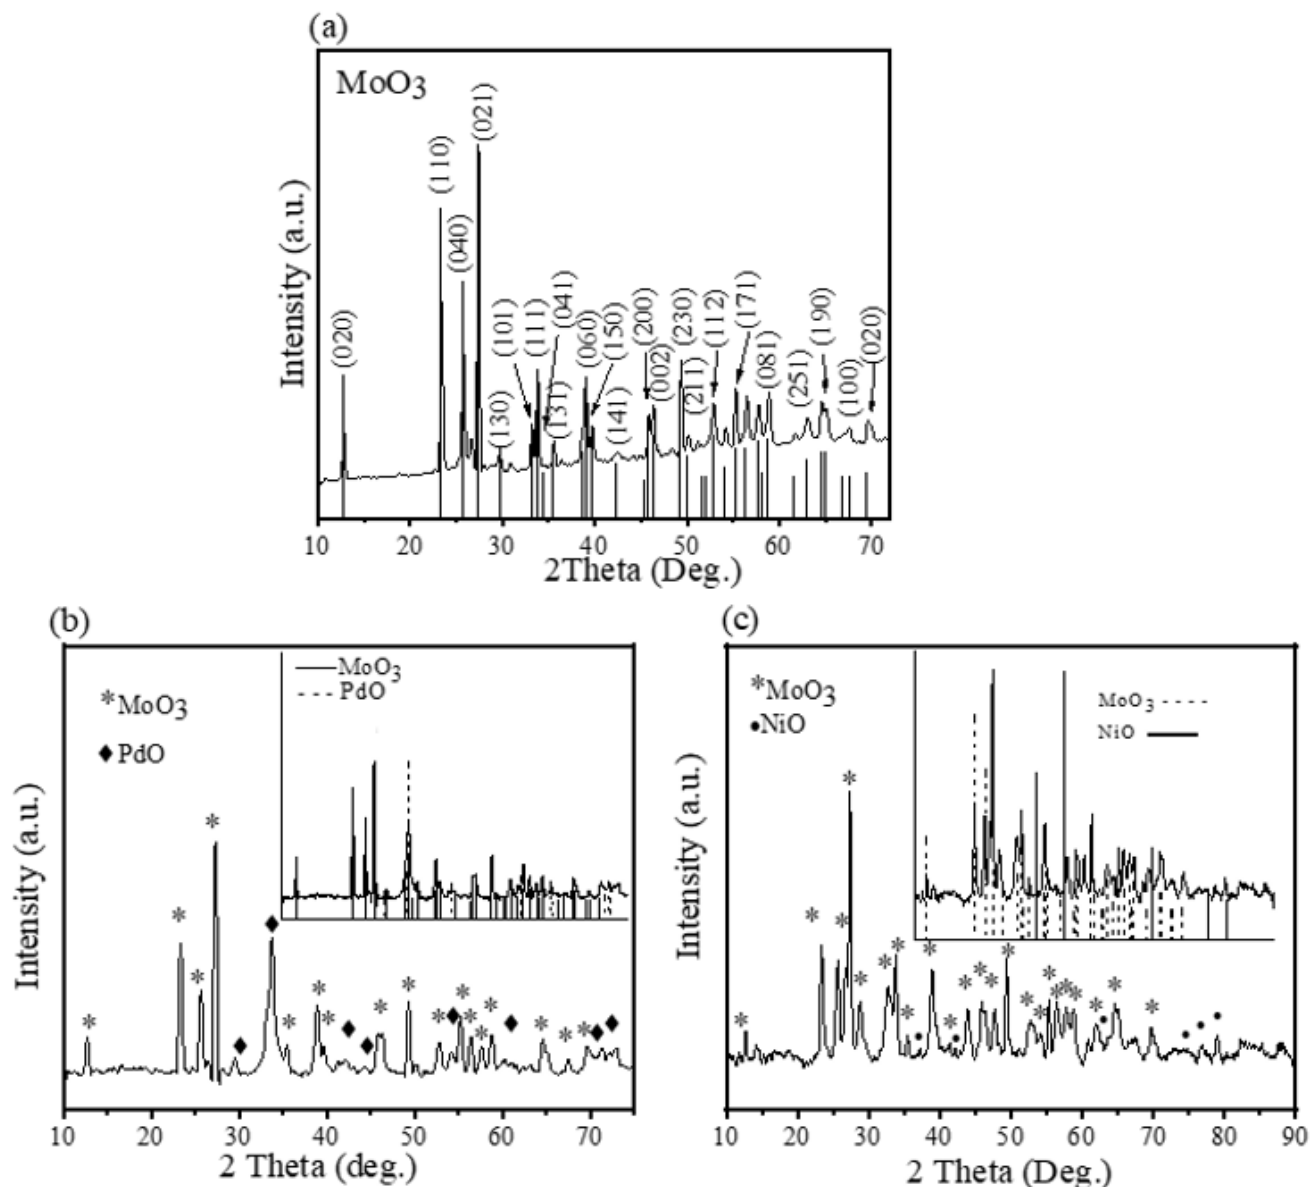 (a)
MoO3
(020)
(110)
(040)
(021)
(130)
(101)
(111)
(041)
(131)
(060)
(150)
(141)
(200)
(002)
(230)
(211)
(112)
(171)
(081)
(251)
(190)
(100)
(020)
Intensity (a.u.)
10 20 30 40 50 60 70
2Theta (Deg.)
(b)
*MoO3
◆ PdO
MoO3
PdO
Intensity (a.u.)
10 20 30 40 50 60 70
2 Theta (deg.)
(c)
*MoO3
•NiO
MoO3
NiO
Intensity (a.u.)
10 20 30 40 50 60 70 80 90
2 Theta (Deg.)